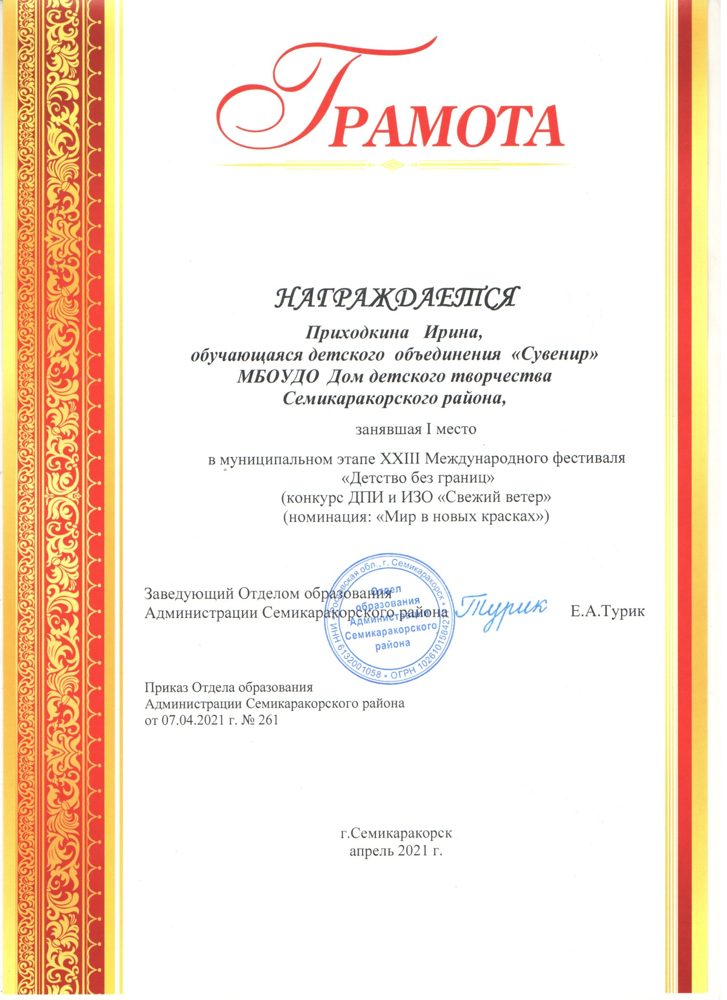 ГРАМОТА
НАГРАЖДАЕТСЯ
Приходкина Ирина,
обучающаяся детского объединения «Сувенир»
МБОУДО Дом детского творчества
Семикаракорского района,
занявшая I место
в муниципальном этапе XXIII Международного фестиваля
«Детство без границ»
(конкурс ДПИ и ИЗО «Свежий ветер»
(номинация: «Мир в новых красках»)
Заведующий Отделом образования
Администрации Семикаракорского района Турик Е.А.Турик
Ростовская обл., г. Семикаракорск * ОГРН * ИНН 6132001058 *
Отдел
образования
Администрации
Семикаракорского
района
Приказ Отдела образования
Администрации Семикаракорского района
от 07.04.2021 г. № 261
г.Семикаракорск
апрель 2021 г.